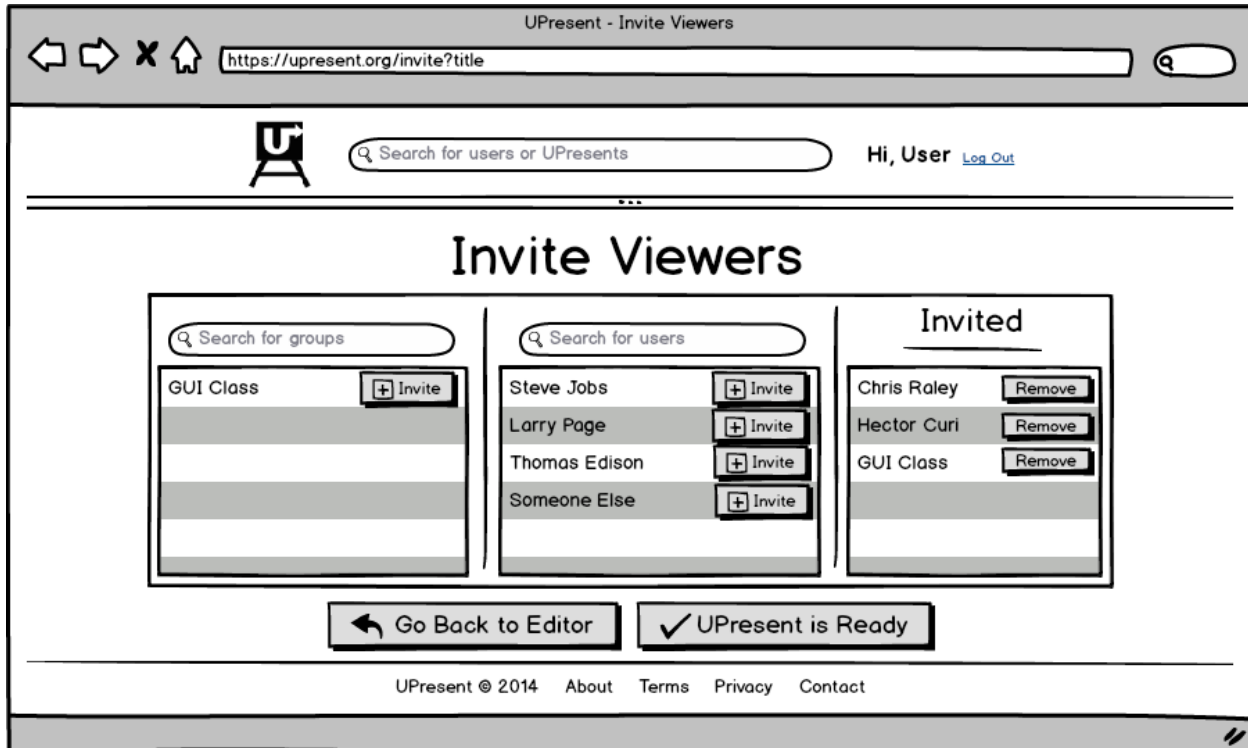 UPresent - Invite Viewers
https://upresent.org/invite?title
U
Search for users or UPresents
Hi, User Log Out
Invite Viewers
Search for groups
GUI Class Invite
Search for users
Steve Jobs Invite
Larry Page Invite
Thomas Edison Invite
Someone Else Invite
Invited
Chris Raley Remove
Hector Curi Remove
GUI Class Remove
Go Back to Editor
UPresent is Ready
UPresent © 2014 About Terms Privacy Contact